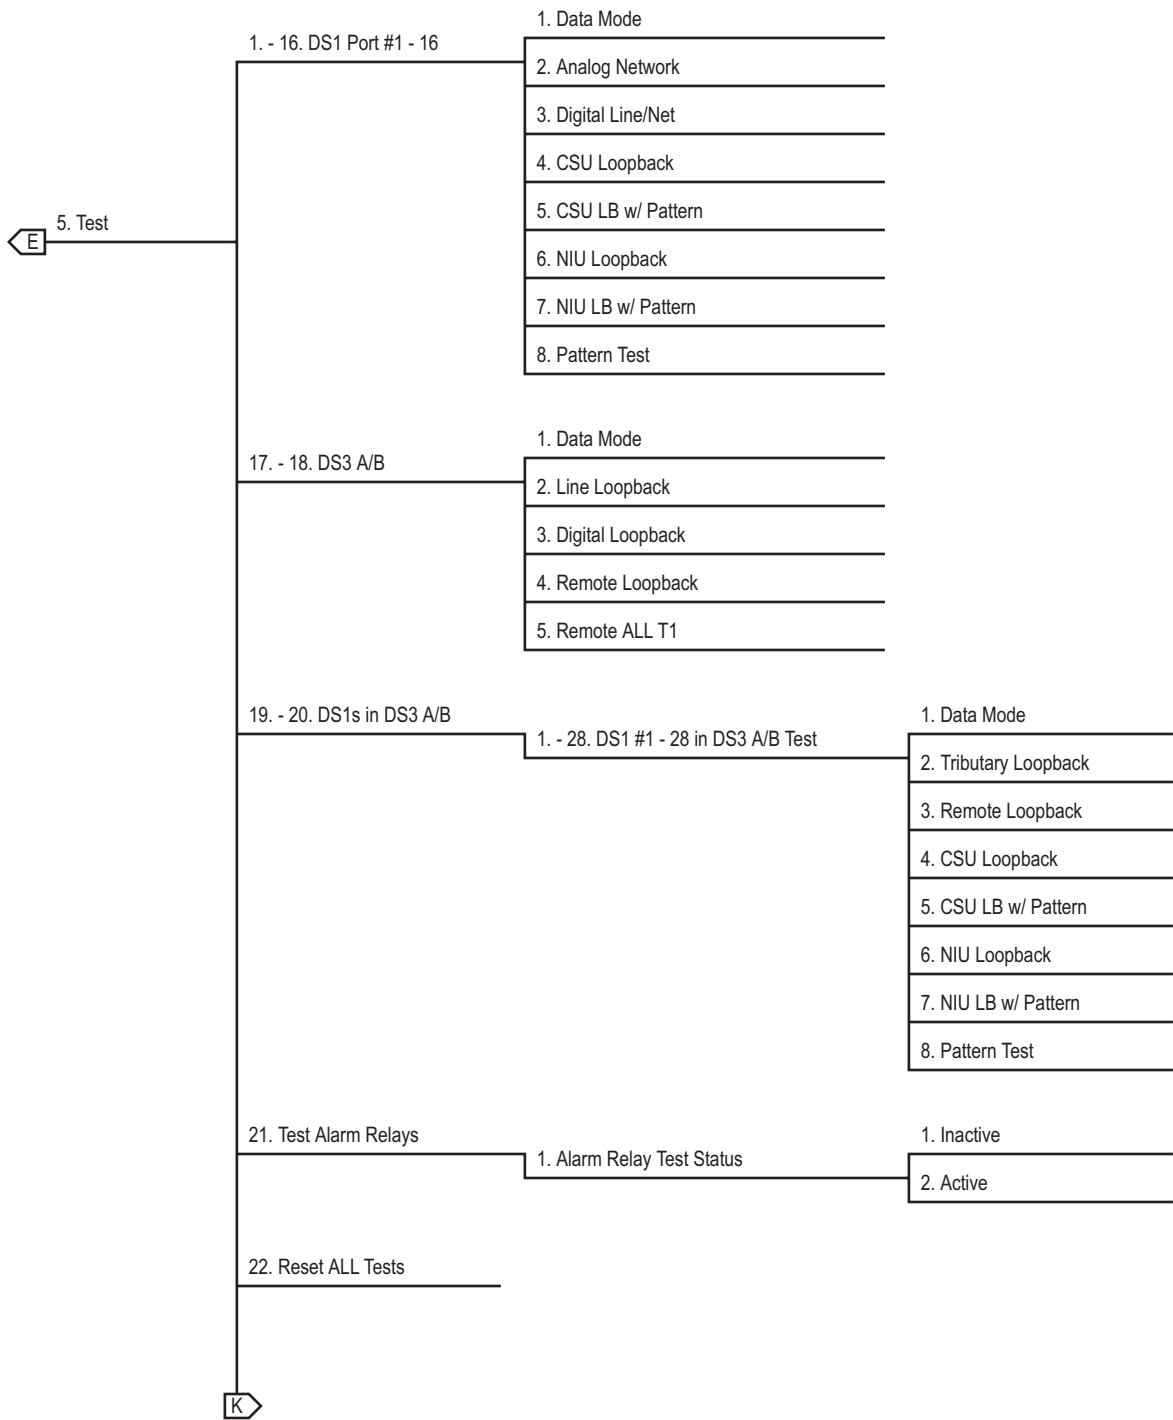 1. - 16. DS1 Port #1 - 16
1. Data Mode
2. Analog Network
3. Digital Line/Net
4. CSU Loopback
5. CSU LB w/ Pattern
6. NIU Loopback
7. NIU LB w/ Pattern
8. Pattern Test
E
5. Test
17. - 18. DS3 A/B
1. Data Mode
2. Line Loopback
3. Digital Loopback
4. Remote Loopback
5. Remote ALL T1
19. - 20. DS1s in DS3 A/B
1. - 28. DS1 #1 - 28 in DS3 A/B Test
1. Data Mode
2. Tributary Loopback
3. Remote Loopback
4. CSU Loopback
5. CSU LB w/ Pattern
6. NIU Loopback
7. NIU LB w/ Pattern
8. Pattern Test
21. Test Alarm Relays
1. Alarm Relay Test Status
1. Inactive
2. Active
22. Reset ALL Tests
K